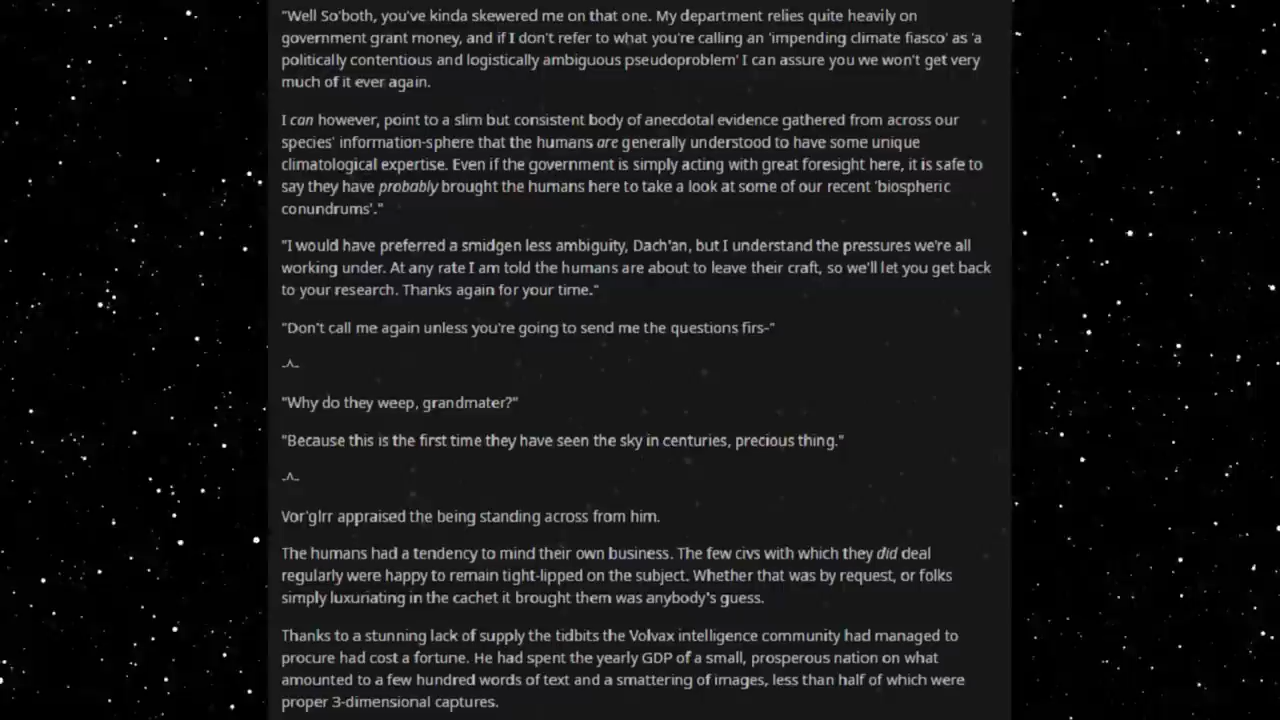 "Well So'both, you've kinda skewered me on that one. My department relies quite heavily on
government grant money, and if I don't refer to what you're calling an 'impending climate fiasco' as 'a
politically contentious and logistically ambiguous pseudoproblem' I can assure you we won't get very
much of it ever again.
I can however, point to a slim but consistent body of anecdotal evidence gathered from across our
species' information-sphere that the humans are generally understood to have some unique
climatological expertise. Even if the government is simply acting with great foresight here, it is safe to
say they have probably brought the humans here to take a look at some of our recent 'biospheric
conundrums'."
"I would have preferred a smidgen less ambiguity, Dach'an, but I understand the pressures we're all
working under. At any rate I am told the humans are about to leave their craft, so we'll let you get back
to your research. Thanks again for your time."
"Don't call me again unless you're going to send me the questions firs-"
-^-
"Why do they weep, grandmater?"
"Because this is the first time they have seen the sky in centuries, precious thing."
-^-
Vor'glrr appraised the being standing across from him.
The humans had a tendency to mind their own business. The few civs with which they did deal
regularly were happy to remain tight-lipped on the subject. Whether that was by request, or folks
simply luxuriating in the cachet it brought them was anybody's guess.
Thanks to a stunning lack of supply the tidbits the Volvax intelligence community had managed to
procure had cost a fortune. He had spent the yearly GDP of a small, prosperous nation on what
amounted to a few hundred words of text and a smattering of images, less than half of which were
proper 3-dimensional captures.